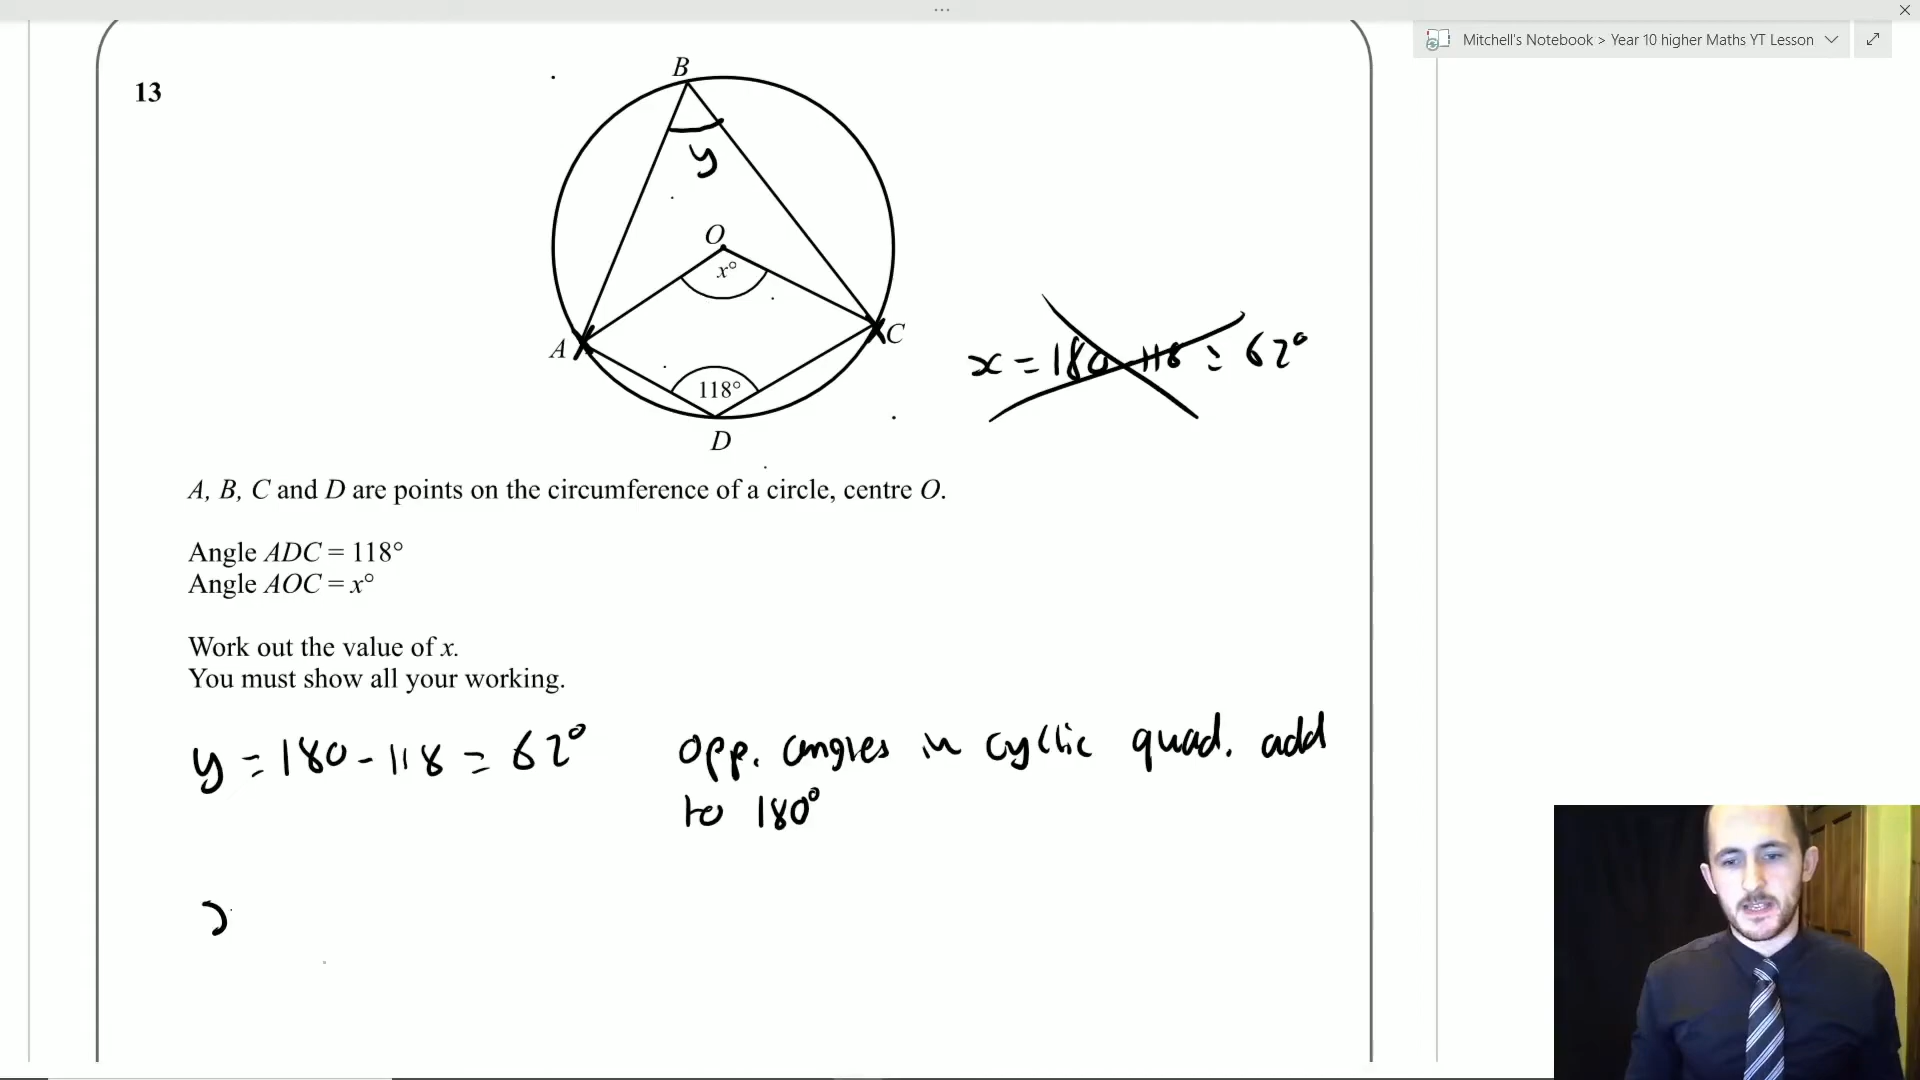 Mitchell's Notebook > Year 10 higher Maths YT Lesson
13
B
y
O
x°
A
C
118°
D
x = 180 - 118 = 62°
A, B, C and D are points on the circumference of a circle, centre O.
Angle ADC = 118°
Angle AOC = x°
Work out the value of x.
You must show all your working.
y = 180 - 118 = 62°
Opp. angles in cyclic quad. add
to 180°